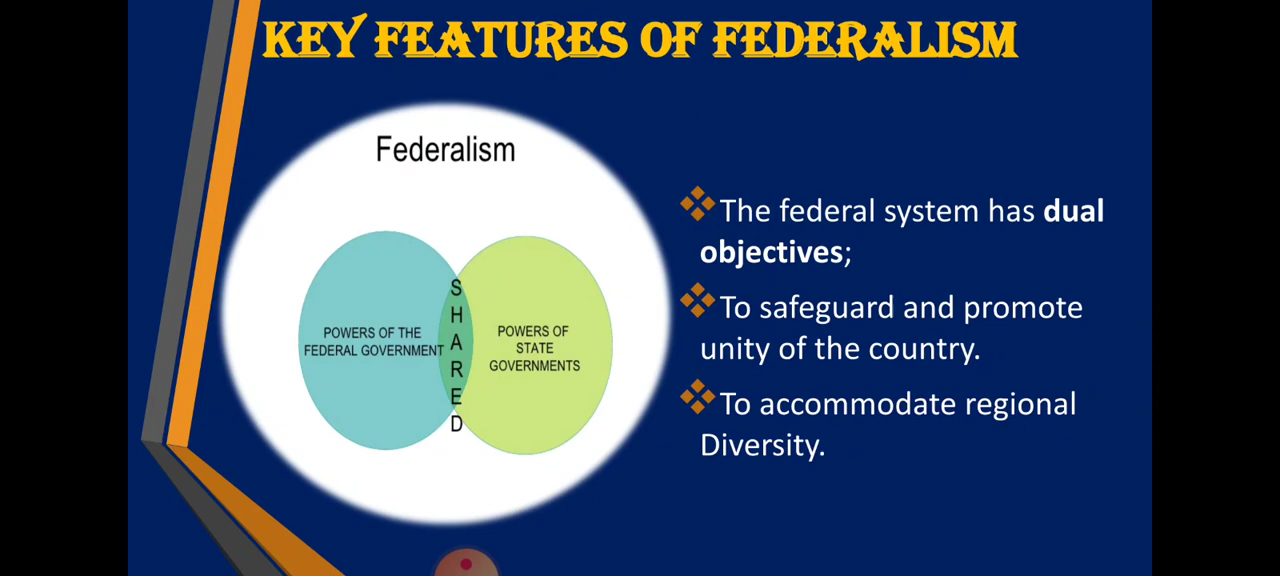 KEY FEATURES OF FEDERALISM
Federalism
POWERS OF THE
FEDERAL GOVERNMENT
SHARED
POWERS OF
STATE
GOVERNMENTS
The federal system has dual
objectives;
To safeguard and promote
unity of the country.
To accommodate regional
Diversity.